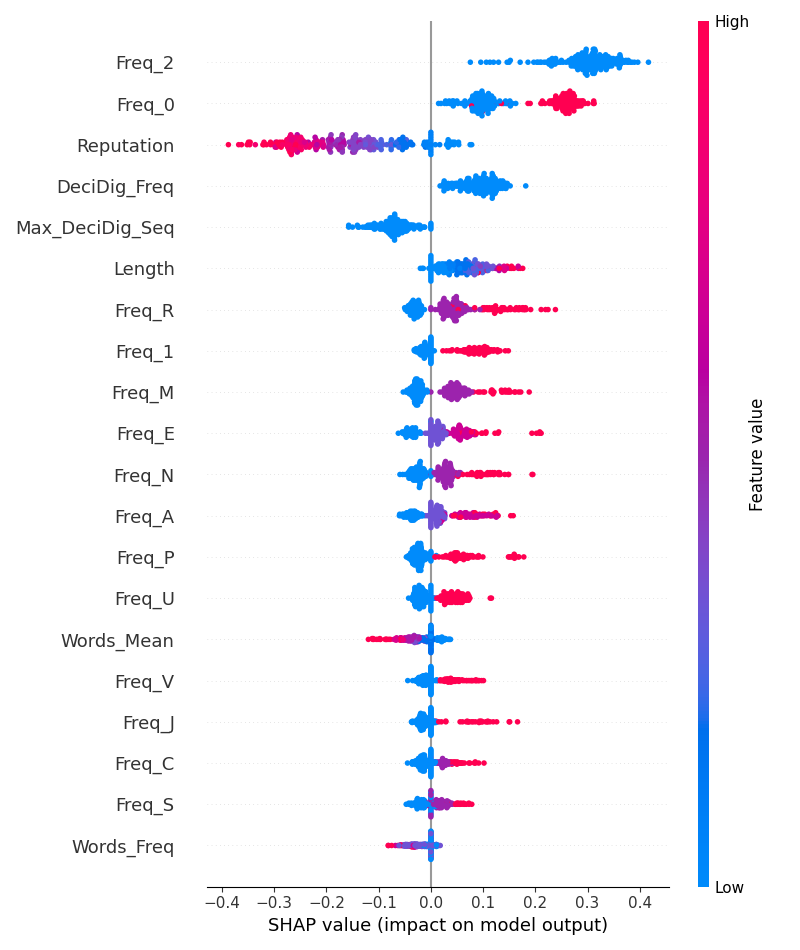 High
Freq_2
Freq_0
Reputation
DeciDig_Freq
Max_DeciDig_Seq
Length
Freq_R
Freq_1
Freq_M
Freq_E
Freq_N
Freq_A
Freq_P
Freq_U
Words_Mean
Freq_V
Freq_J
Freq_C
Freq_S
Words_Freq
Feature value
Low
−0.4 −0.3 −0.2 −0.1 0.0 0.1 0.2 0.3 0.4
SHAP value (impact on model output)